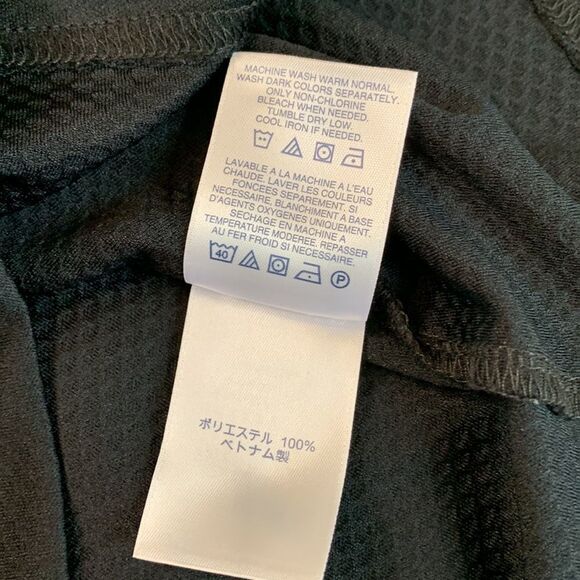 MACHINE WASH WARM NORMAL.
WASH DARK COLORS SEPARATELY.
ONLY NON-CHLORINE
BLEACH WHEN NEEDED.
TUMBLE DRY LOW.
COOL IRON IF NEEDED.
LAVABLE A LA MACHINE A L'EAU
CHAUDE. LAVER LES COULEURS
FONCEES SEPAREMENT. SI
NECESSAIRE, BLANCHIMENT A BASE
D'AGENTS OXYGENES UNIQUEMENT.
SECHAGE EN MACHINE A
TEMPERATURE MODEREE. REPASSER
AU FER FROID SI NECESSAIRE.
40 P
ポリエステル 100%
ベトナム製